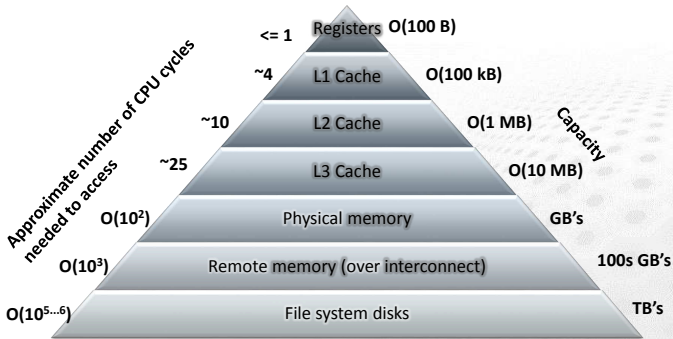 <= 1 Registers O(100 B)
~4 L1 Cache O(100 kB)
~10 L2 Cache O(1 MB)
~25 L3 Cache O(10 MB)
O(10²) Physical memory GB's
O(10³) Remote memory (over interconnect) 100s GB's
O(10⁵…⁶) File system disks TB's
Approximate number of CPU cycles
needed to access
Capacity